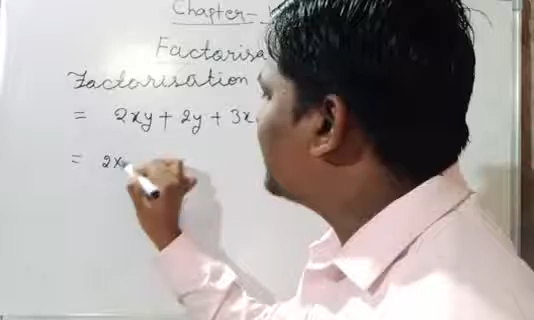 Chapter-
Factorisa
Factorisation
= 2xy + 2y + 3x
= 2x